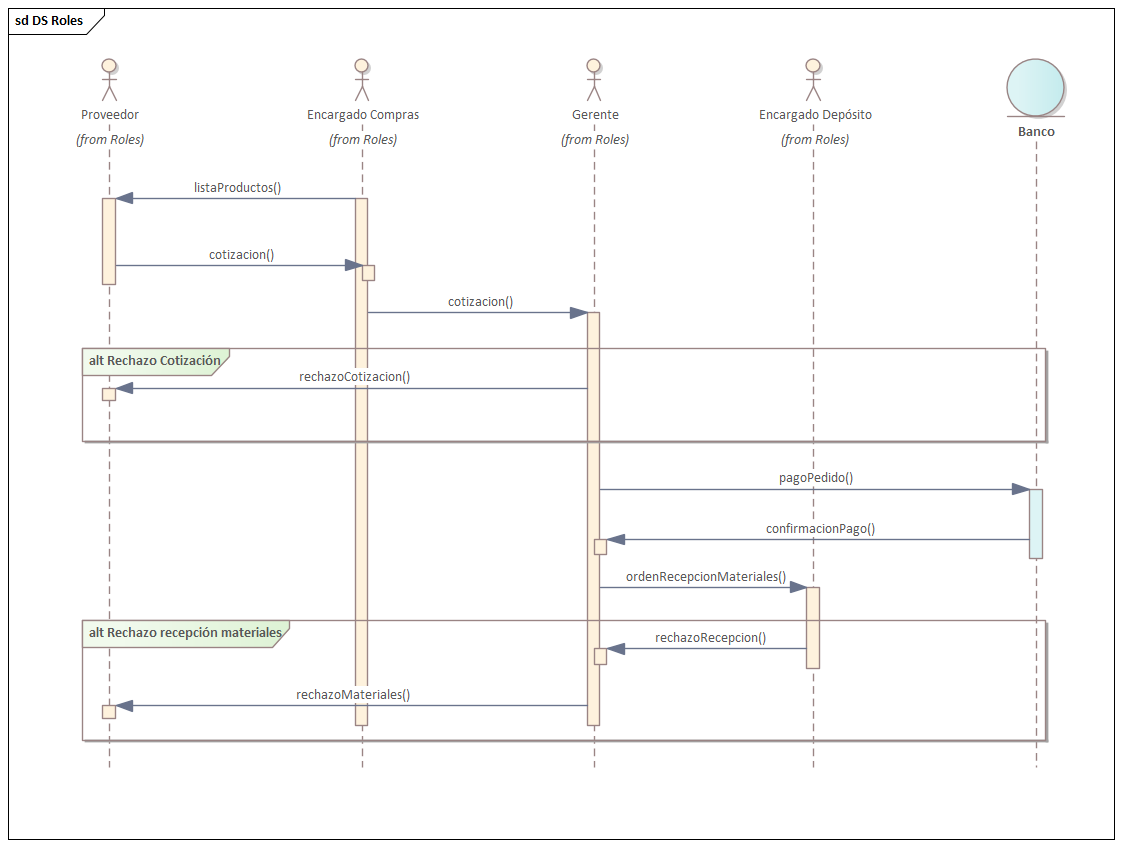 sd DS Roles
Proveedor
(from Roles)
Encargado Compras
(from Roles)
Gerente
(from Roles)
Encargado Depósito
(from Roles)
Banco
listaProductos()
cotizacion()
cotizacion()
alt Rechazo Cotización
rechazoCotizacion()
pagoPedido()
confirmacionPago()
ordenRecepcionMateriales()
alt Rechazo recepción materiales
rechazoRecepcion()
rechazoMateriales()